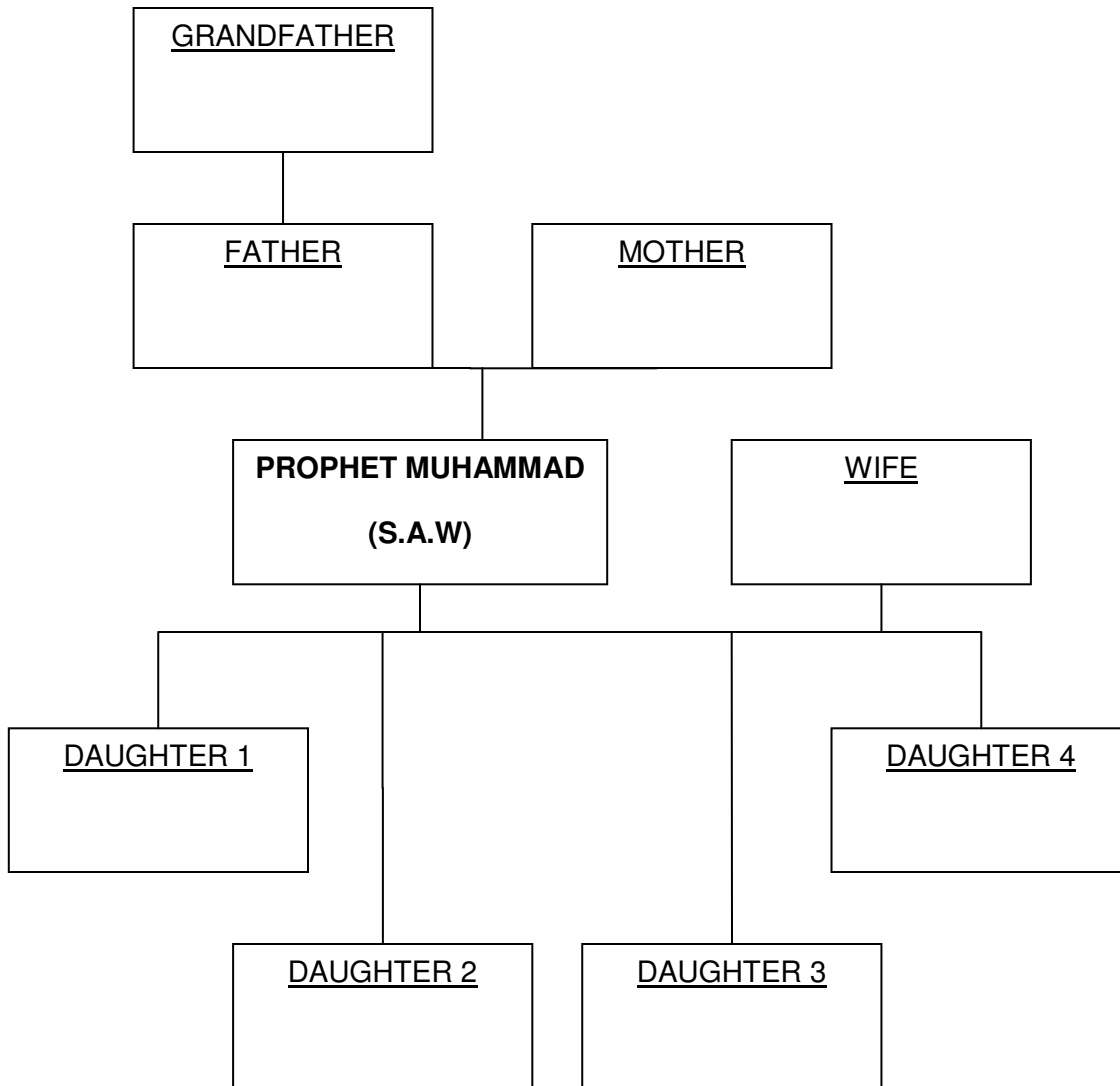 GRANDFATHER
FATHER
MOTHER
PROPHET MUHAMMAD
(S.A.W)
WIFE
DAUGHTER 1
DAUGHTER 4
DAUGHTER 2
DAUGHTER 3